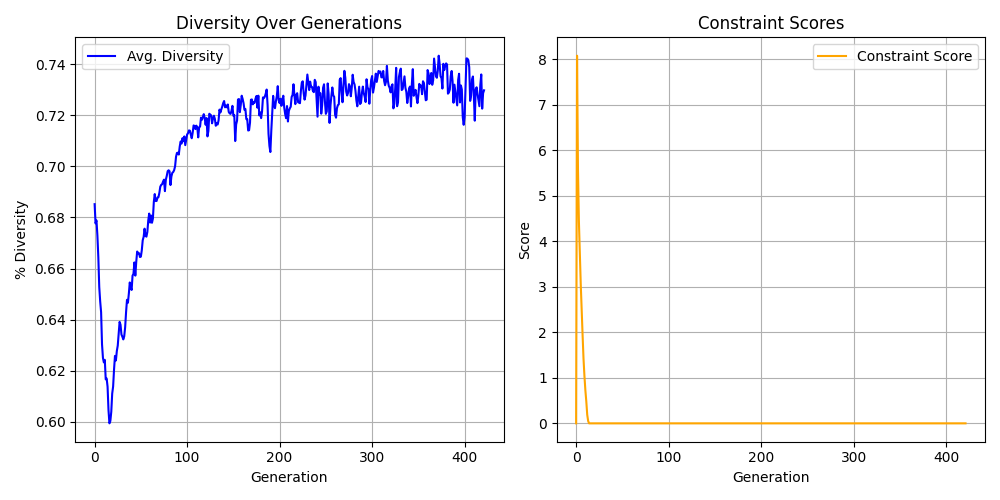 Diversity Over Generations
Avg. Diversity
% Diversity
0.74
0.72
0.70
0.68
0.66
0.64
0.62
0.60
0 100 200 300 400
Generation
Constraint Scores
Constraint Score
Score
8
7
6
5
4
3
2
1
0
0 100 200 300 400
Generation